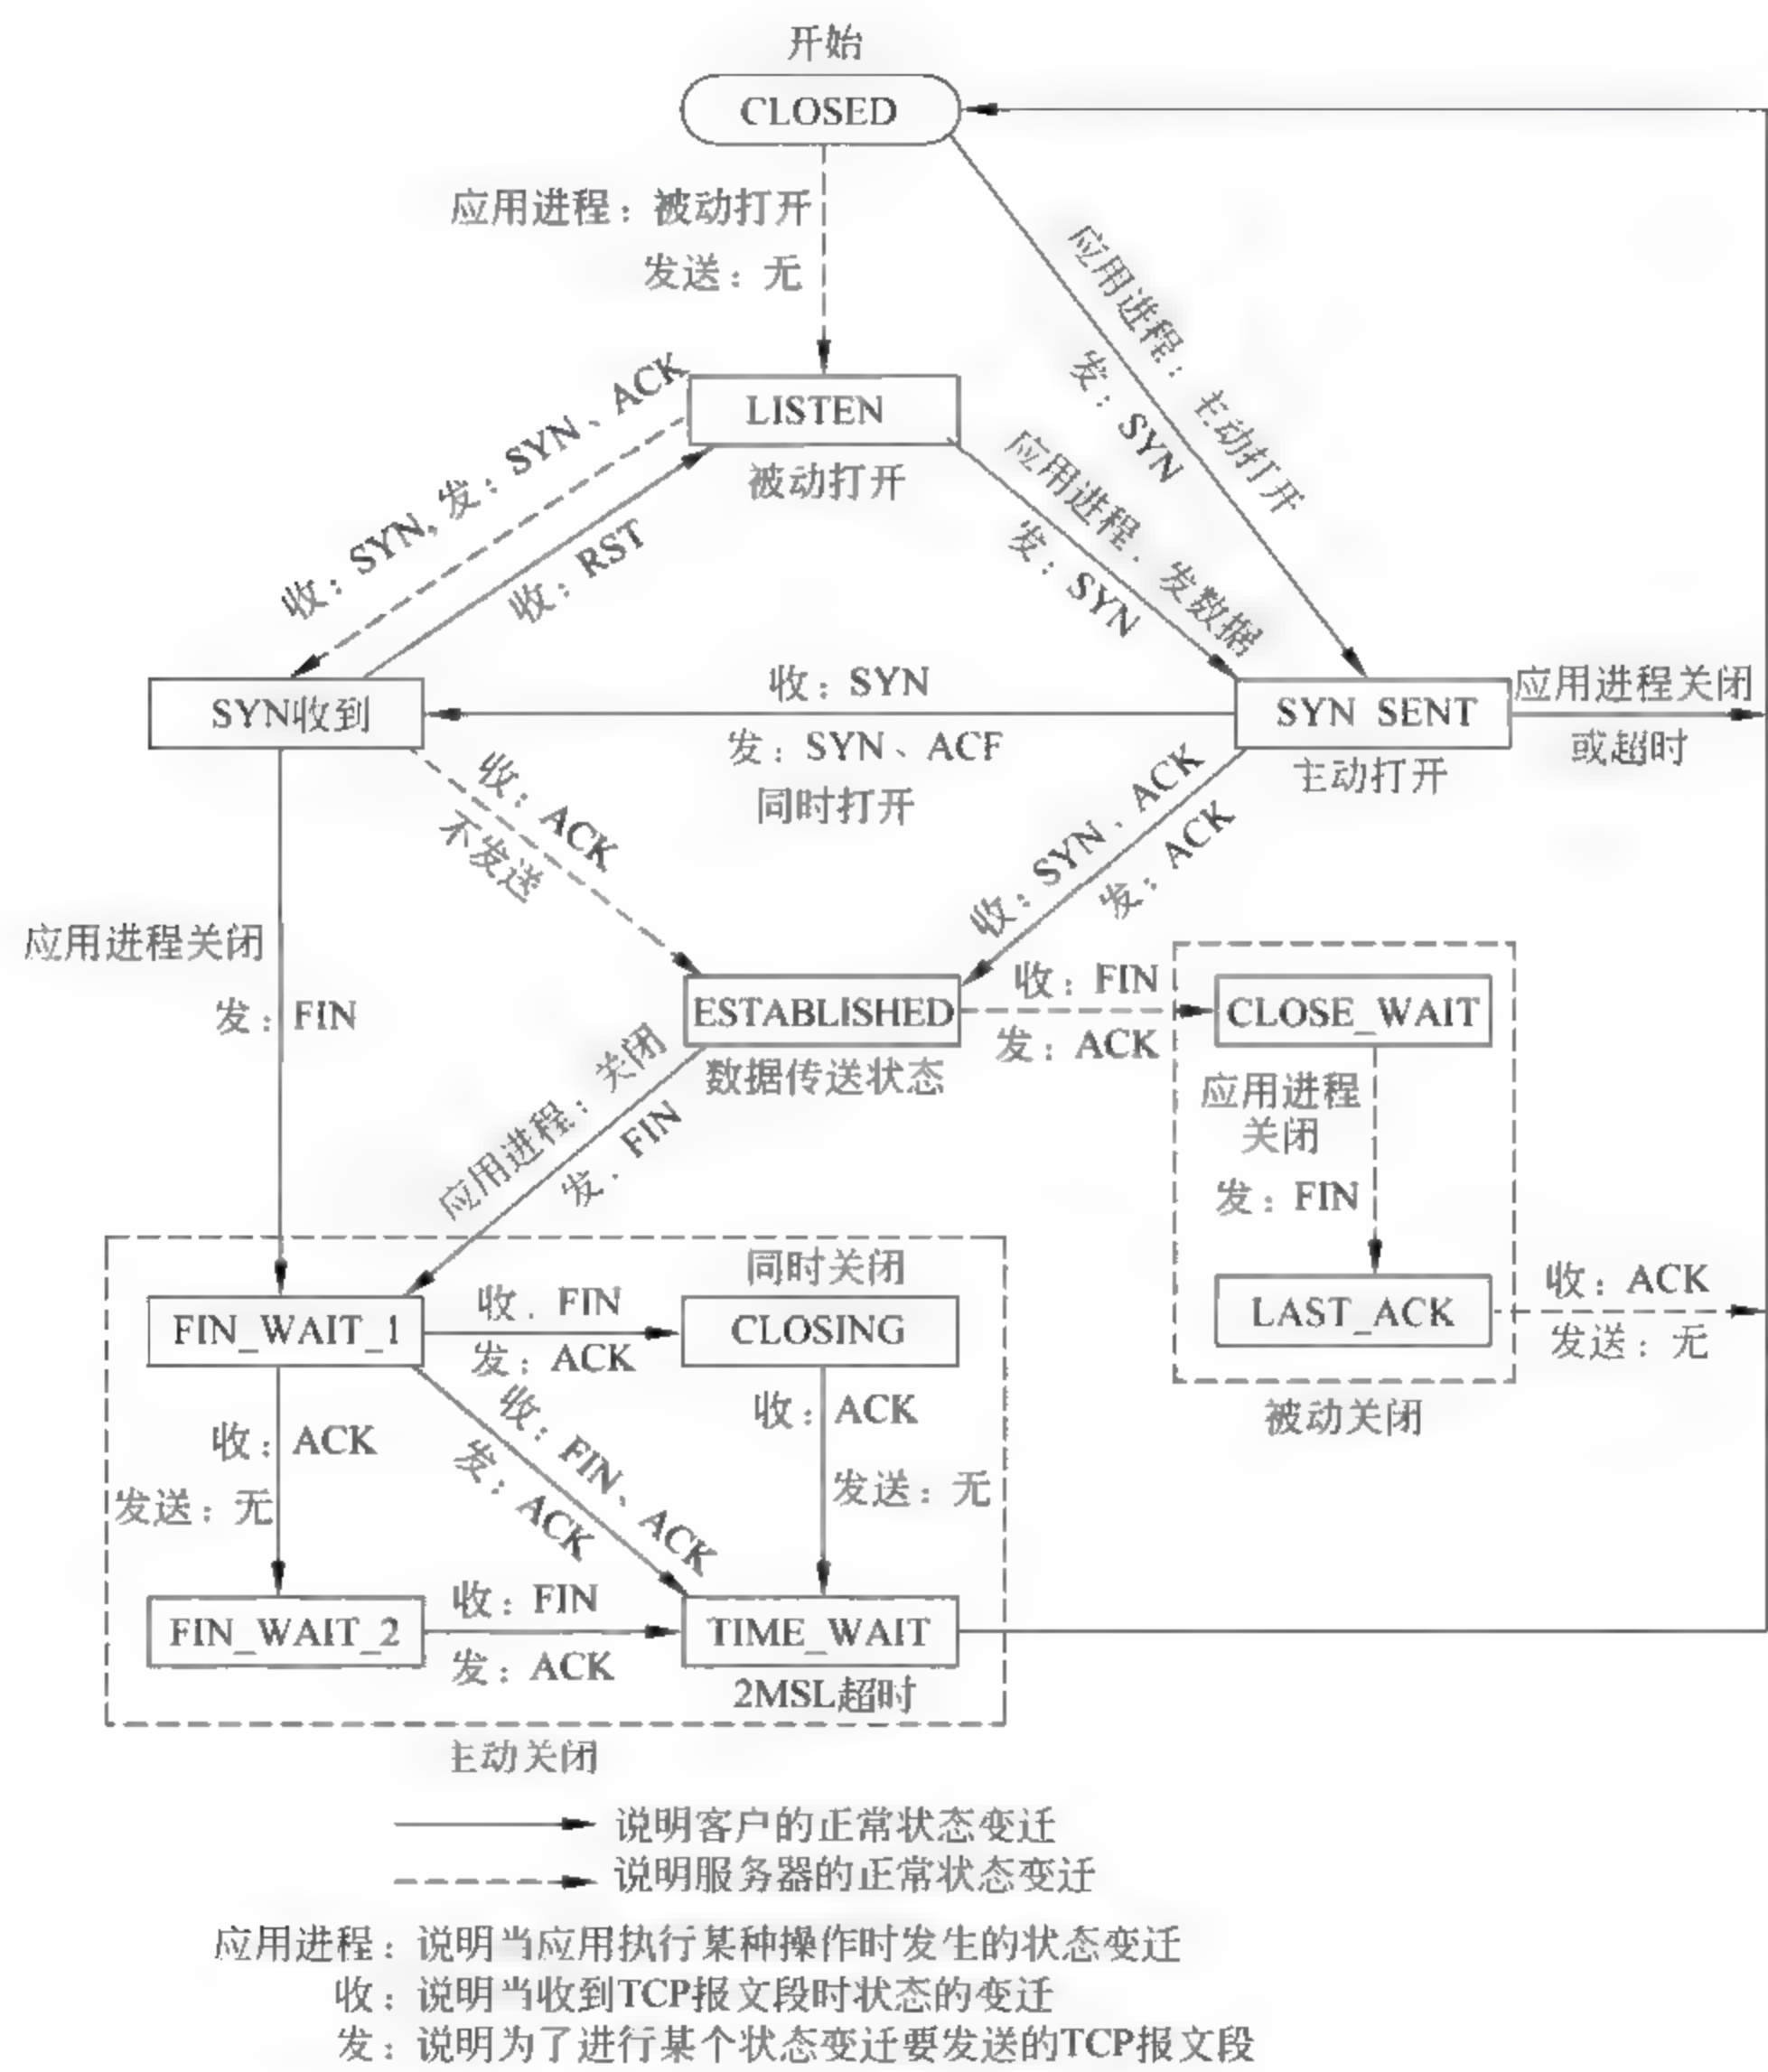 开始
CLOSED
应用进程：被动打开
发送：无
应用进程：主动打开
发：SYN
LISTEN
被动打开
收：SYN，发：SYN、ACK
收：RST
应用进程．发数据
发：SYN
SYN收到
收：SYN
发：SYN、ACF
同时打开
SYN_SENT
主动打开
应用进程关闭
或超时
收：ACK
不发送
收：SYN、ACK
发：ACK
应用进程关闭
发：FIN
ESTABLISHED
数据传送状态
收：FIN
发：ACK
CLOSE_WAIT
应用进程
关闭
发：FIN
LAST_ACK
收：ACK
发送：无
被动关闭
应用进程：关闭
发．FIN
同时关闭
FIN_WAIT_1
收．FIN
发：ACK
CLOSING
收：ACK
发送：无
收：FIN、ACK
发：ACK
收：ACK
发送：无
FIN_WAIT_2
收：FIN
发：ACK
TIME_WAIT
2MSL超时
主动关闭
说明客户的正常状态变迁
说明服务器的正常状态变迁
应用进程：说明当应用执行某种操作时发生的状态变迁
收：说明当收到TCP报文段时状态的变迁
发：说明为了进行某个状态变迁要发送的TCP报文段